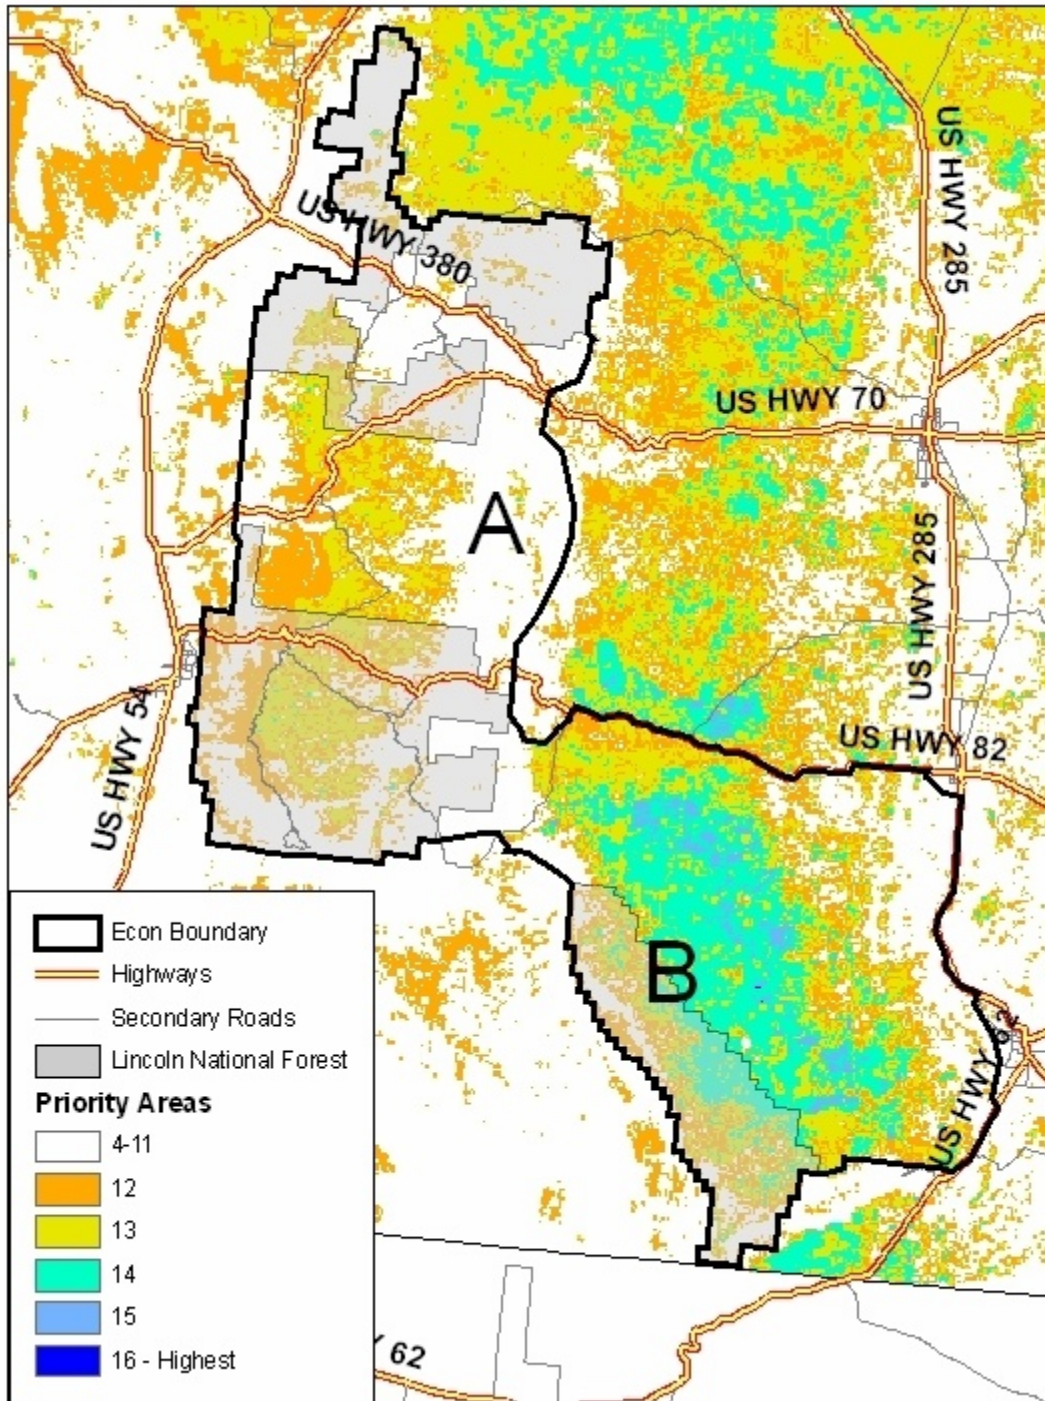 US HWY 380
US HWY 285
US HWY 70
A
US HWY 285
US HWY 54
US HWY 82
B
US HWY 62
Y 62
Econ Boundary
Highways
Secondary Roads
Lincoln National Forest
Priority Areas
4-11
12
13
14
15
16 - Highest